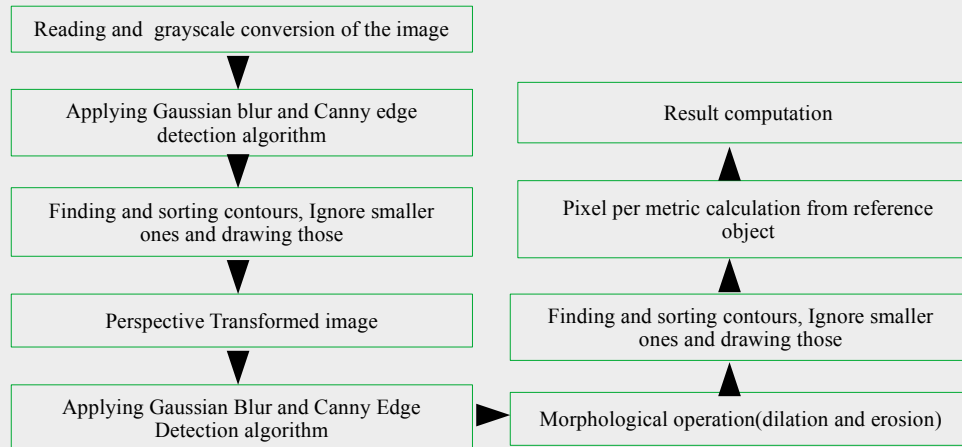 Reading and  grayscale conversion of the image
Applying Gaussian blur and Canny edge
detection algorithm
Finding and sorting contours, Ignore smaller
ones and drawing those
Perspective Transformed image
Applying Gaussian Blur and Canny Edge
Detection algorithm
Morphological operation(dilation and erosion)
Finding and sorting contours, Ignore smaller
ones and drawing those
Pixel per metric calculation from reference
object
Result computation